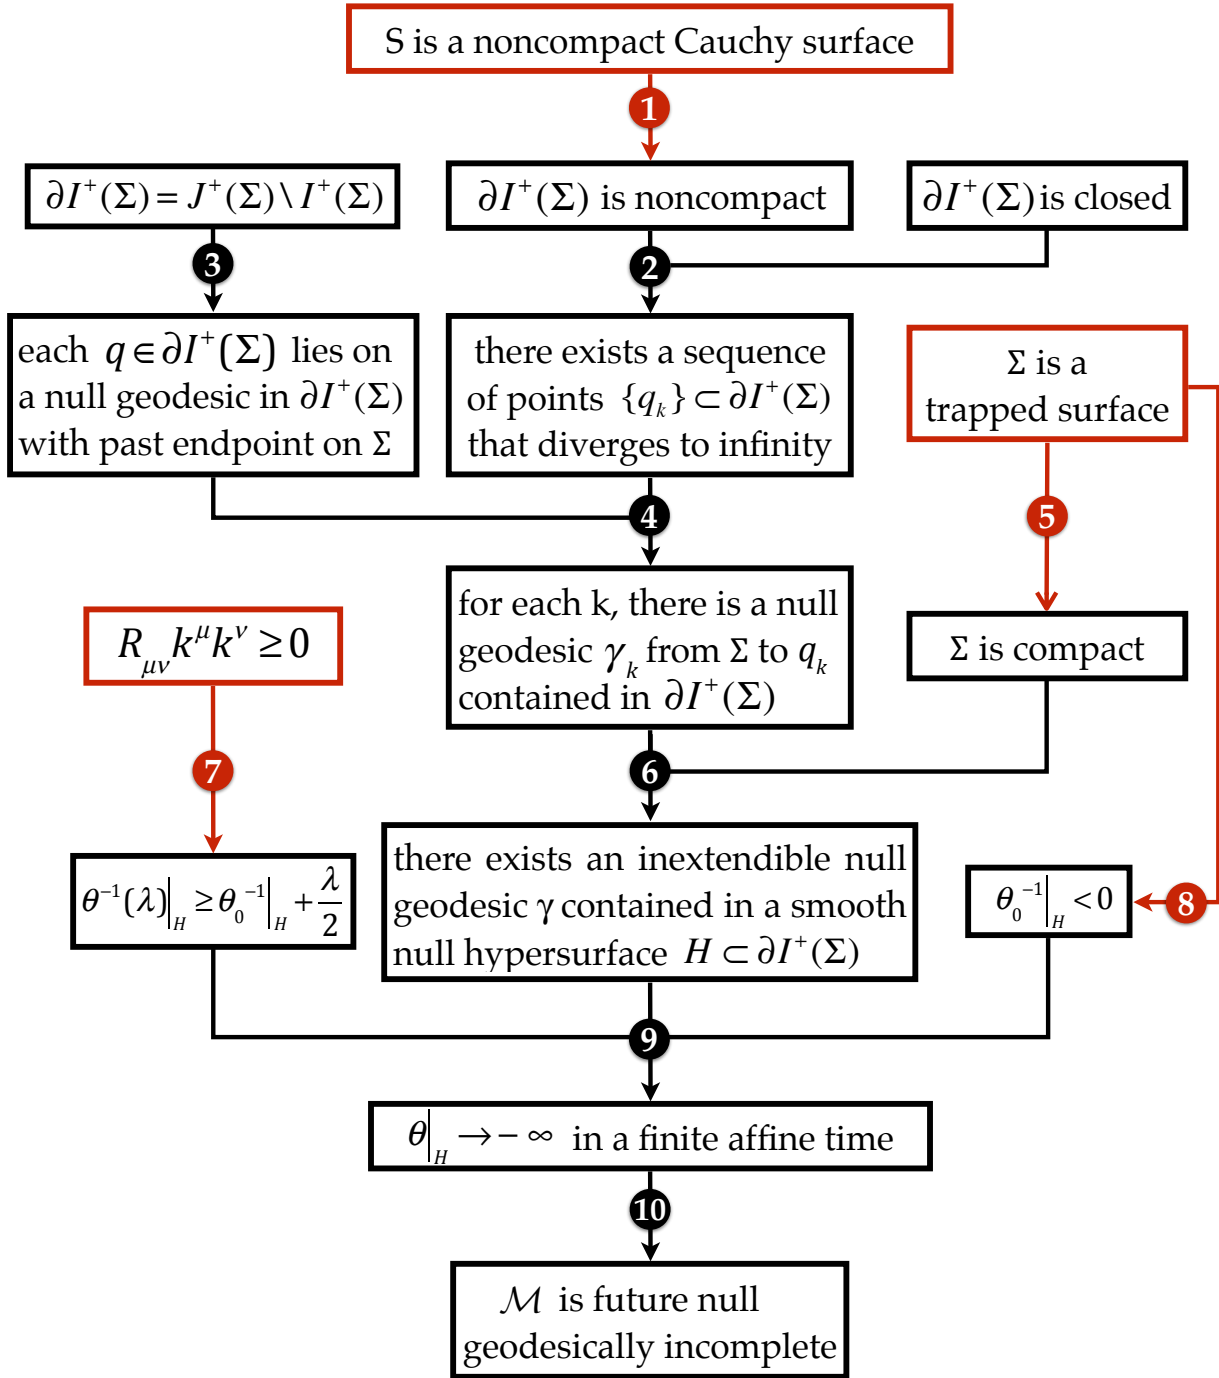 S is a noncompact Cauchy surface
1
∂I⁺(Σ) = J⁺(Σ) \ I⁺(Σ)
∂I⁺(Σ) is noncompact
∂I⁺(Σ) is closed
3
2
each q ∈ ∂I⁺(Σ) lies on
a null geodesic in ∂I⁺(Σ)
with past endpoint on Σ
there exists a sequence
of points {qₖ} ⊂ ∂I⁺(Σ)
that diverges to infinity
Σ is a
trapped surface
4
5
for each k, there is a null
geodesic γₖ from Σ to qₖ
contained in ∂I⁺(Σ)
R_μν k^μ k^ν ≥ 0
Σ is compact
7
6
θ⁻¹(λ)|_H ≥ θ₀⁻¹|_H + λ/2
there exists an inextendible null
geodesic γ contained in a smooth
null hypersurface H ⊂ ∂I⁺(Σ)
θ₀⁻¹|_H < 0
8
9
θ|_H → − ∞ in a finite affine time
10
ℳ is future null
geodesically incomplete